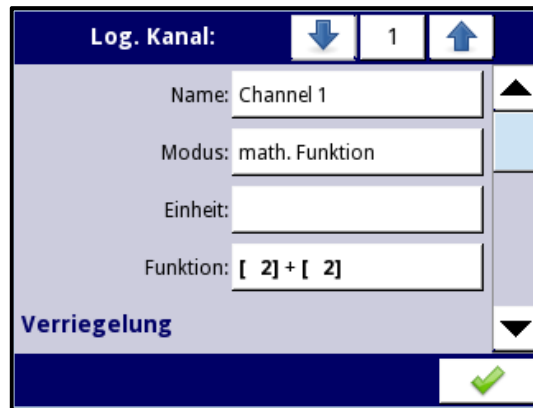 Log. Kanal: 1
Name: Channel 1
Modus: math. Funktion
Einheit:
Funktion: [ 2] + [ 2]
Verriegelung